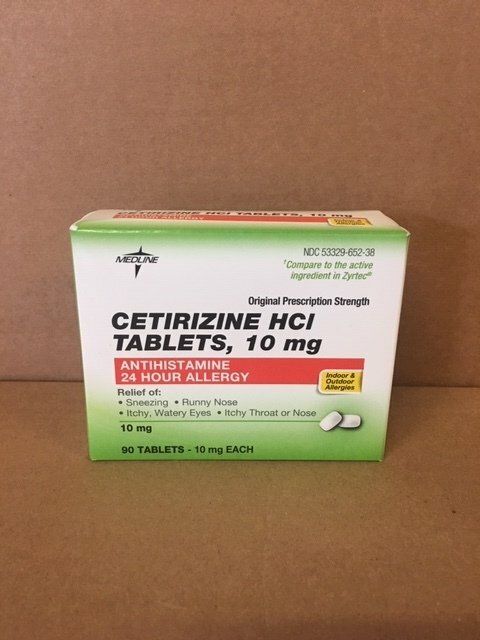 CETIRIZINE HCI TABLETS, 10 mg
MEDLINE
NDC 53329-652-38
†Compare to the active
ingredient in Zyrtec®
Original Prescription Strength
CETIRIZINE HCI
TABLETS, 10 mg
ANTIHISTAMINE
24 HOUR ALLERGY
Indoor &
Outdoor
Allergies
Relief of:
• Sneezing • Runny Nose
• Itchy, Watery Eyes • Itchy Throat or Nose
10 mg
90 TABLETS - 10 mg EACH